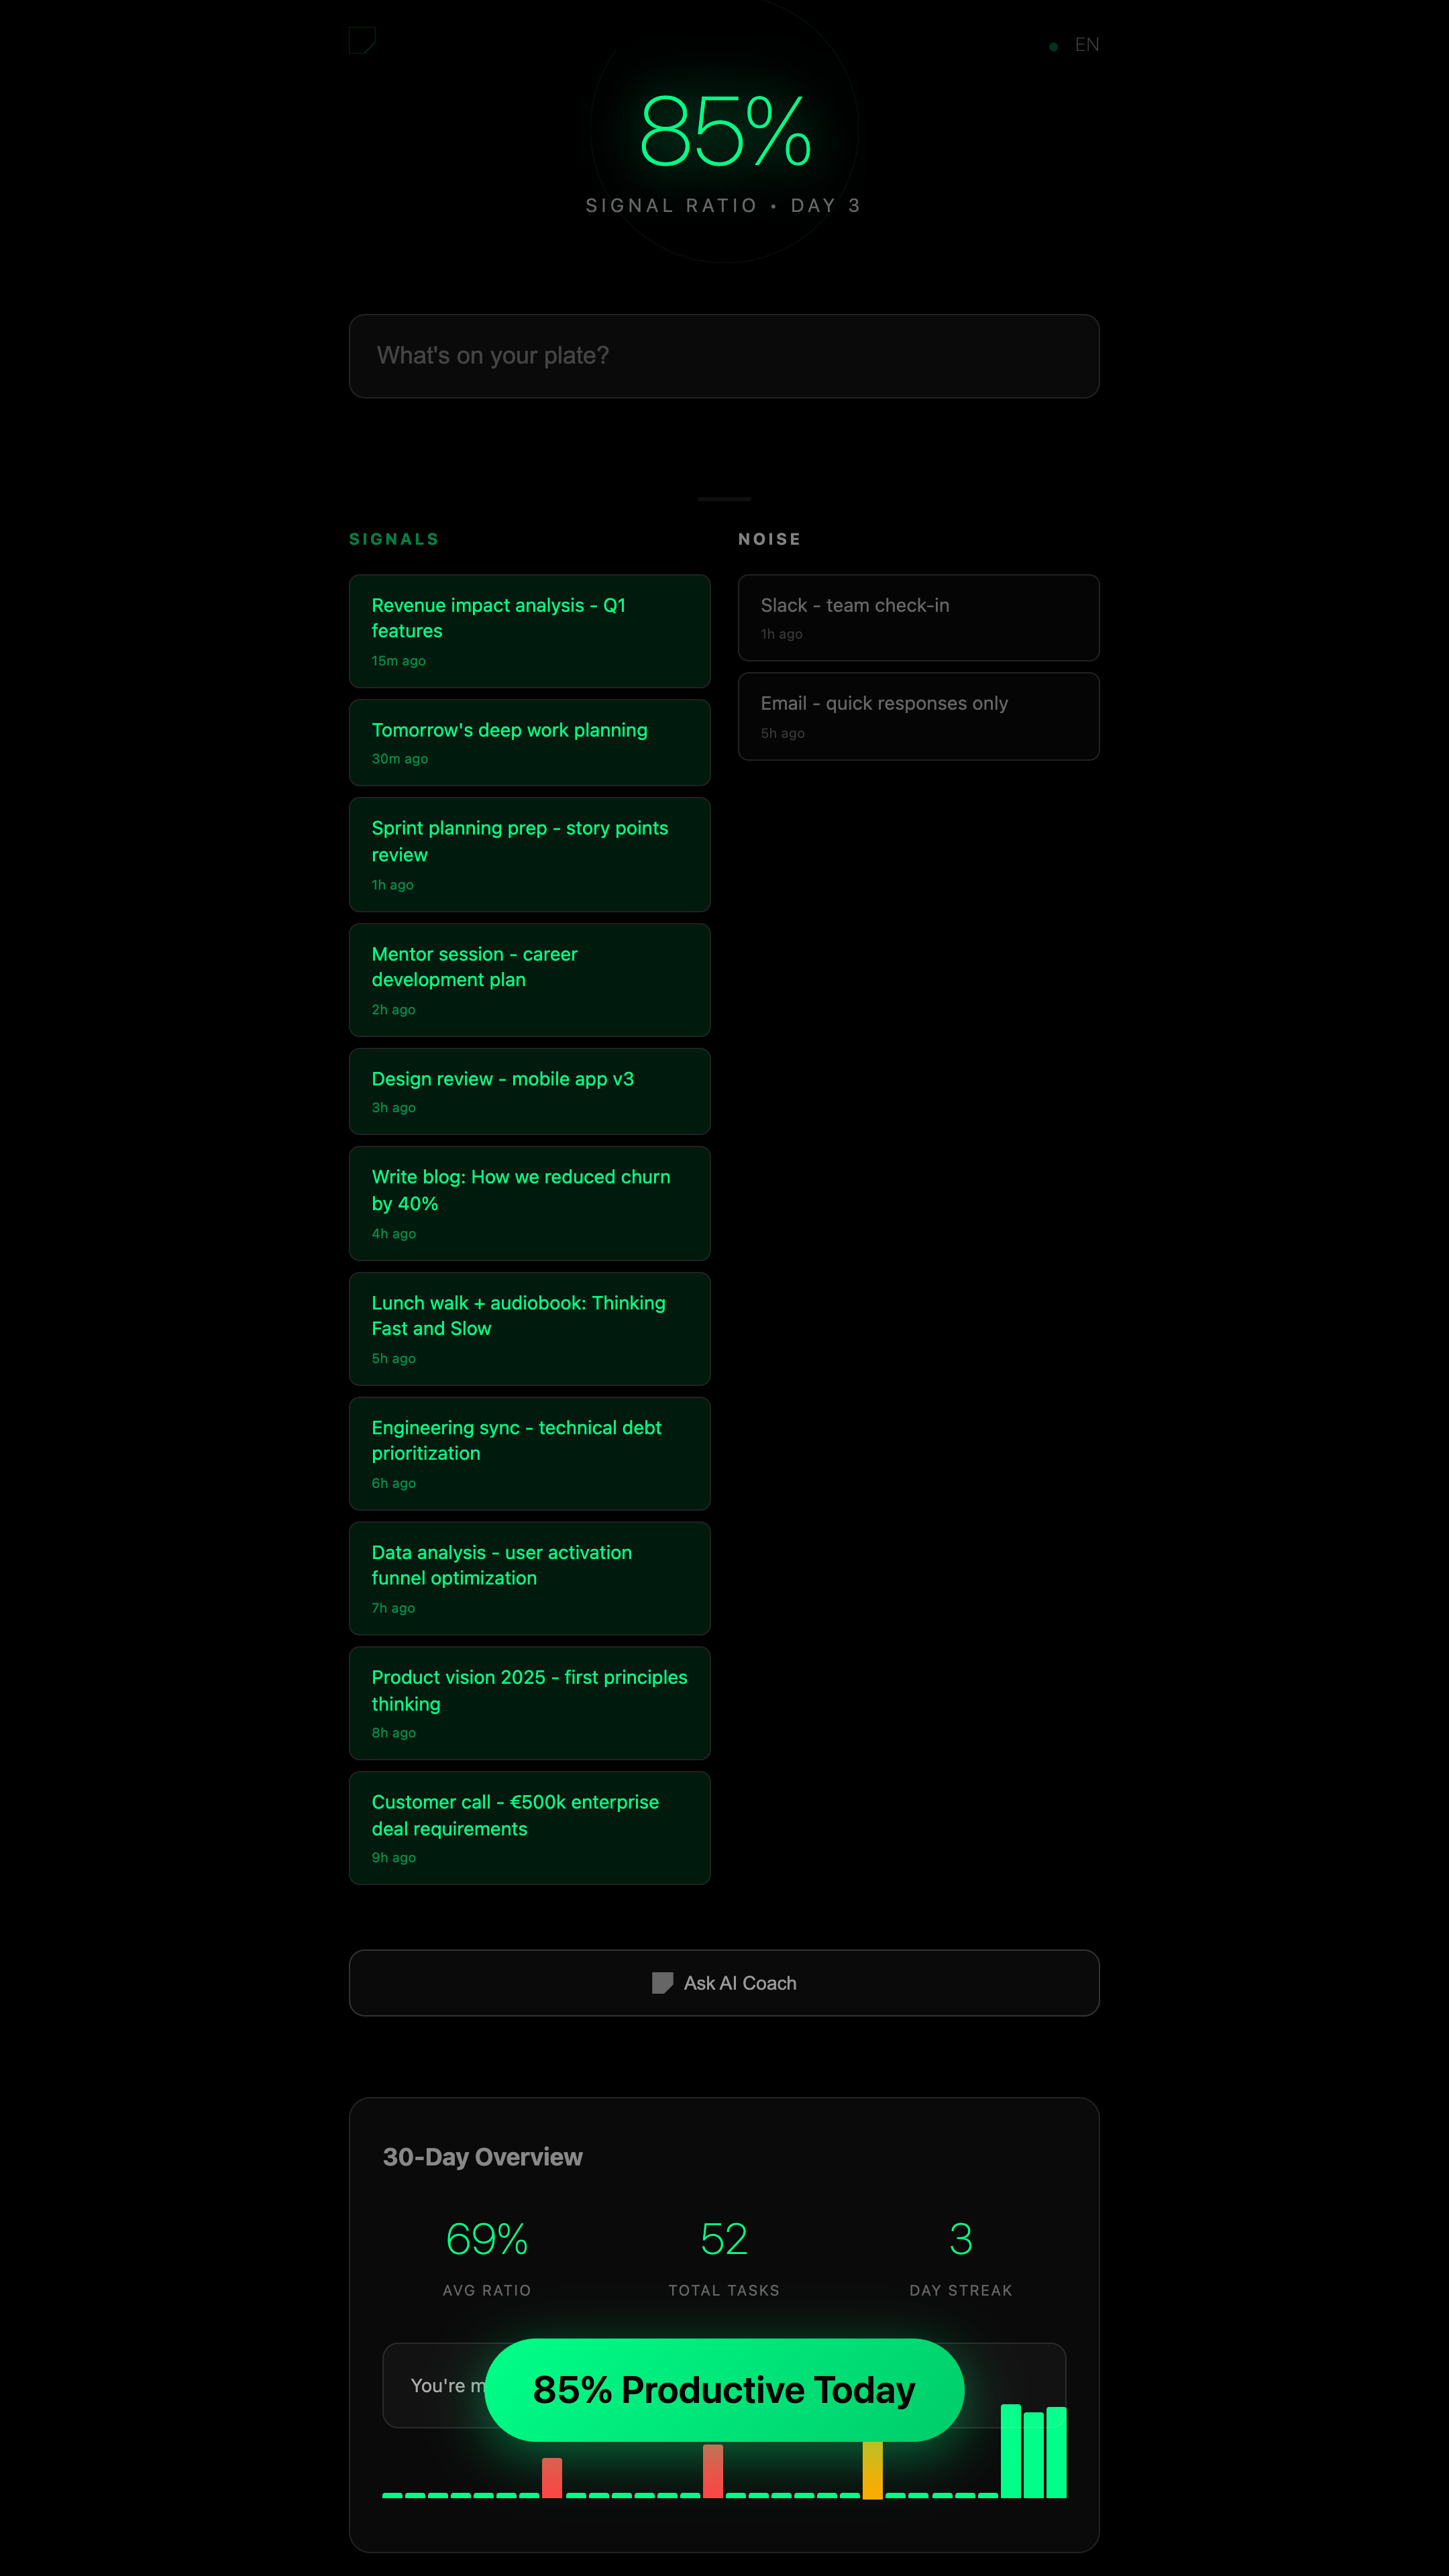 EN
85%
SIGNAL RATIO • DAY 3
What's on your plate?
SIGNALS
Revenue impact analysis - Q1
features
15m ago
Tomorrow's deep work planning
30m ago
Sprint planning prep - story points
review
1h ago
Mentor session - career
development plan
2h ago
Design review - mobile app v3
3h ago
Write blog: How we reduced churn
by 40%
4h ago
Lunch walk + audiobook: Thinking
Fast and Slow
5h ago
Engineering sync - technical debt
prioritization
6h ago
Data analysis - user activation
funnel optimization
7h ago
Product vision 2025 - first principles
thinking
8h ago
Customer call - €500k enterprise
deal requirements
9h ago
NOISE
Slack - team check-in
1h ago
Email - quick responses only
5h ago
Ask AI Coach
30-Day Overview
69%
AVG RATIO
52
TOTAL TASKS
3
DAY STREAK
You're
85% Productive Today